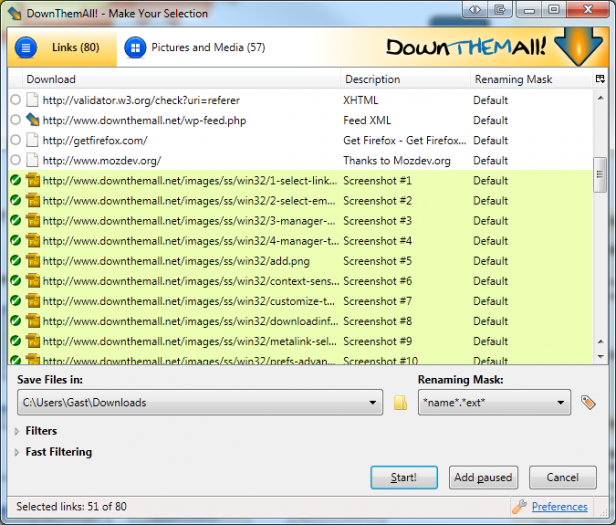 DownThemAll! - Make Your Selection
Links (80)
Pictures and Media (57)
DownTHEMAll!
Download Description Renaming Mask
http://validator.w3.org/check?uri=referer XHTML Default
http://www.downthemall.net/wp-feed.php Feed XML Default
http://getfirefox.com/ Get Firefox - Get Firefox... Default
http://www.mozdev.org/ Thanks to Mozdev.org Default
http://www.downthemall.net/images/ss/win32/1-select-link... Screenshot #1 Default
http://www.downthemall.net/images/ss/win32/2-select-em... Screenshot #2 Default
http://www.downthemall.net/images/ss/win32/3-manager-... Screenshot #3 Default
http://www.downthemall.net/images/ss/win32/4-manager-t... Screenshot #4 Default
http://www.downthemall.net/images/ss/win32/add.png Screenshot #5 Default
http://www.downthemall.net/images/ss/win32/context-sens... Screenshot #6 Default
http://www.downthemall.net/images/ss/win32/customize-t... Screenshot #7 Default
http://www.downthemall.net/images/ss/win32/downloadinf... Screenshot #8 Default
http://www.downthemall.net/images/ss/win32/metalink-sel... Screenshot #9 Default
http://www.downthemall.net/images/ss/win32/prefs-advan... Screenshot #10 Default
Save Files in: Renaming Mask:
C:\Users\Gast\Downloads *name*.*ext*
Filters
Fast Filtering
Start! Add paused Cancel
Selected links: 51 of 80 Preferences